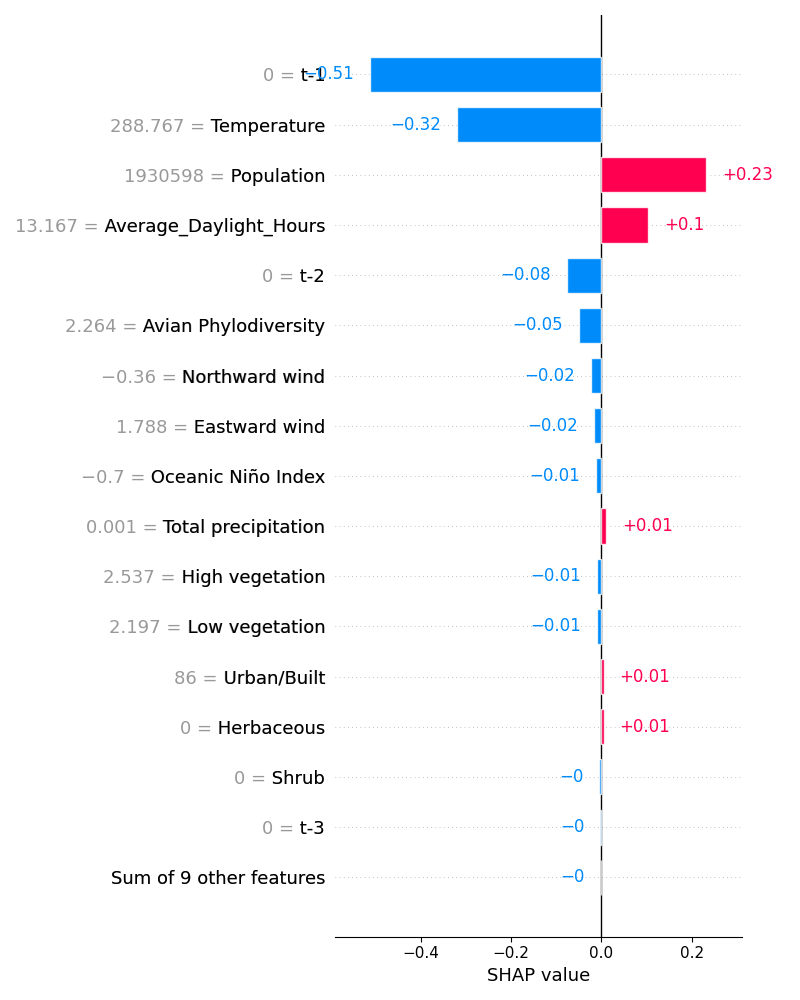 0 = t-1 −0.51
288.767 = Temperature −0.32
1930598 = Population +0.23
13.167 = Average_Daylight_Hours +0.1
0 = t-2 −0.08
2.264 = Avian Phylodiversity −0.05
−0.36 = Northward wind −0.02
1.788 = Eastward wind −0.02
−0.7 = Oceanic Niño Index −0.01
0.001 = Total precipitation +0.01
2.537 = High vegetation −0.01
2.197 = Low vegetation −0.01
86 = Urban/Built +0.01
0 = Herbaceous +0.01
0 = Shrub −0
0 = t-3 −0
Sum of 9 other features −0
−0.4 −0.2 0.0 0.2
SHAP value